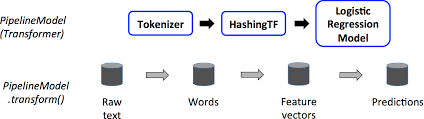 PipelineModel
(Transformer)
Tokenizer
HashingTF
Logistic
Regression
Model
PipelineModel
.transform()
Raw
text
Words
Feature
vectors
Predictions